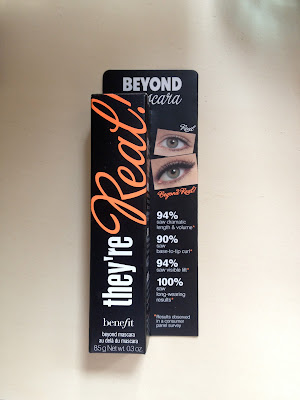 they're Real!
benefit
beyond mascara
au delà du mascara
8.5 g Net wt. 0.3 oz.
BEYOND
scara
Real!
Beyond Real!
94%
saw dramatic
length & volume*
90%
saw
base-to-tip curl*
94%
saw visible lift*
100%
saw
long-wearing
results*
*Results observed
in a consumer
panel survey